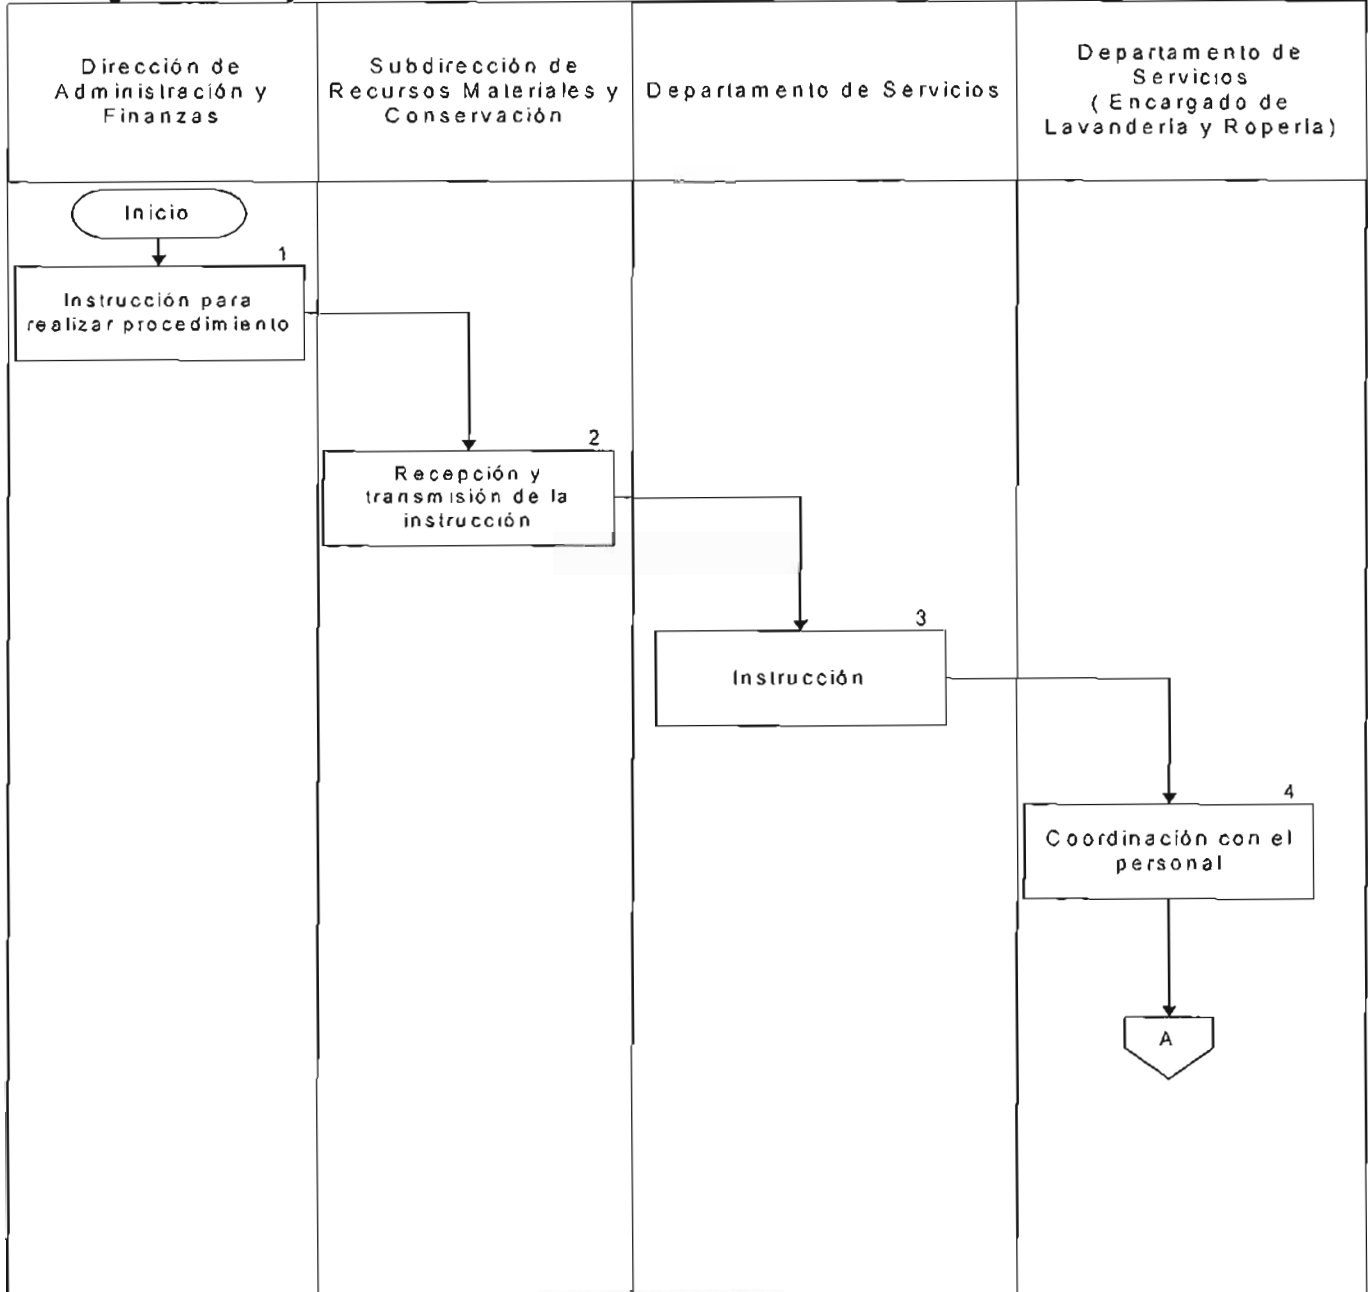 Dirección de
Administración y
Finanzas
Subdirección de
Recursos Materiales y
Conservación
Departamento de Servicios
Departamento de
Servicios
(Encargado de
Lavandería y Ropería)
Inicio
1
Instrucción para
realizar procedimiento
2
Recepción y
transmisión de la
instrucción
3
Instrucción
4
Coordinación con el
personal
A